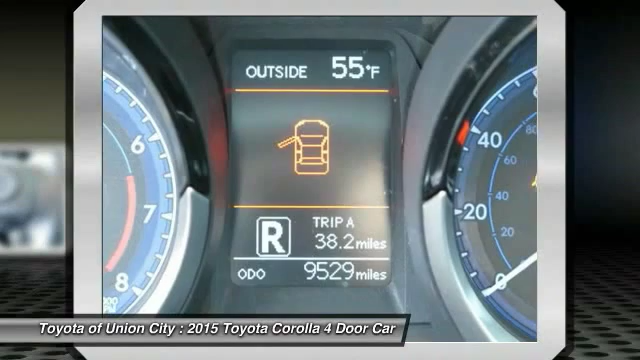 OUTSIDE 55°F
R
TRIP A
38.2 miles
ODO 9529 miles
6
7
8
40
20
0
80
Toyota of Union City : 2015 Toyota Corolla 4 Door Car